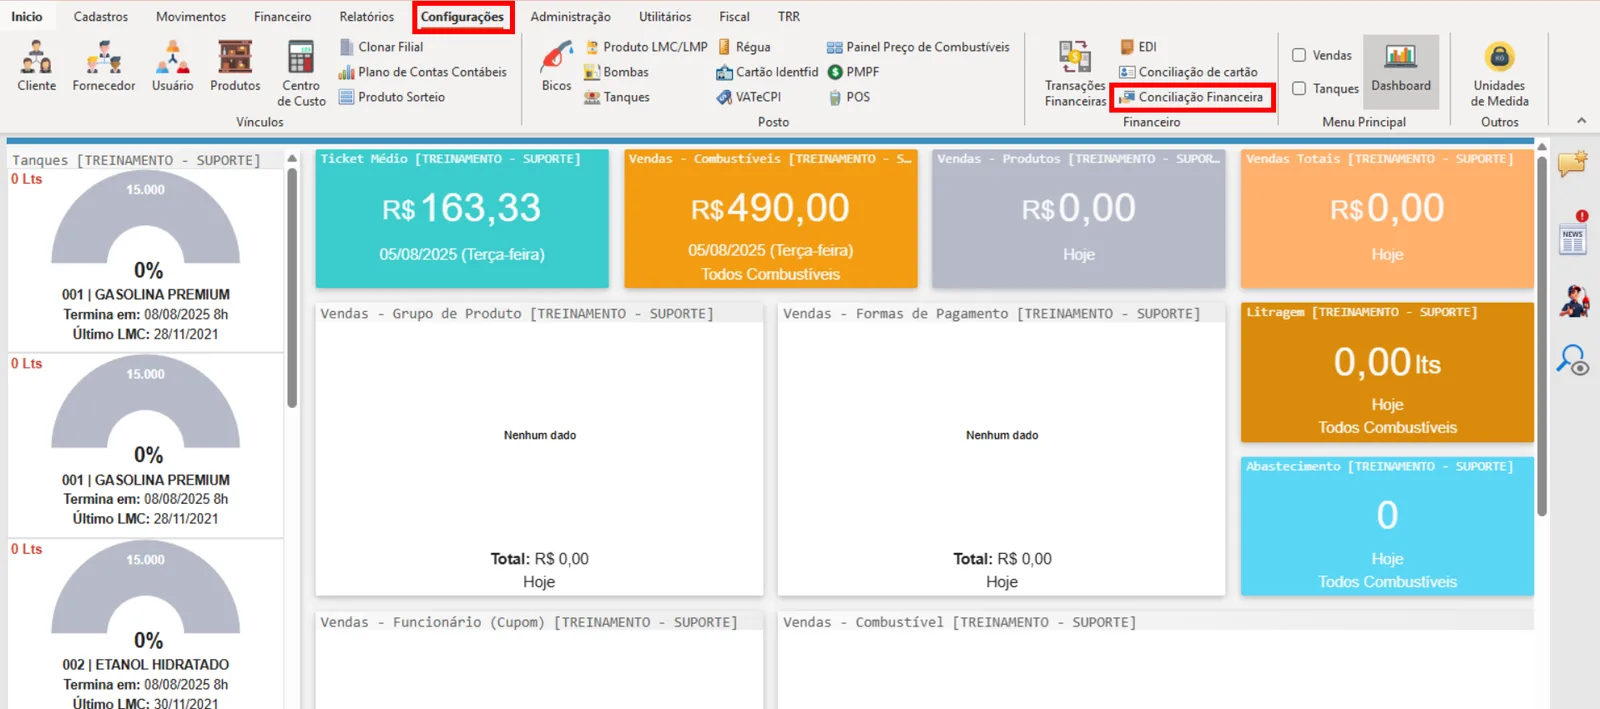 Inicio Cadastros Movimentos Financeiro Relatórios Configurações Administração Utilitários Fiscal TRR
Cliente
Fornecedor
Usuário
Produtos
Centro
de Custo
Clonar Filial
Plano de Contas Contábeis
Produto Sorteio
Vínculos
Bicos
Produto LMC/LMP
Bombas
Tanques
Régua
Cartão Identfid
VATeCPI
Painel Preço de Combustíveis
PMPF
POS
Posto
Transações
Financeiras
EDI
Conciliação de cartão
Conciliação Financeira
Financeiro
Vendas
Tanques
Dashboard
Menu Principal
Unidades
de Medida
Outros
Tanques [TREINAMENTO - SUPORTE]
0 Lts
15.000
0%
001 | GASOLINA PREMIUM
Termina em: 08/08/2025 8h
Último LMC: 28/11/2021
0 Lts
15.000
0%
001 | GASOLINA PREMIUM
Termina em: 08/08/2025 8h
Último LMC: 28/11/2021
0 Lts
15.000
0%
002 | ETANOL HIDRATADO
Termina em: 08/08/2025 8h
Último LMC: 30/11/2021
Ticket Médio [TREINAMENTO - SUPORTE]
R$ 163,33
05/08/2025 (Terça-feira)
Vendas - Combustíveis [TREINAMENTO - S...
R$ 490,00
05/08/2025 (Terça-feira)
Todos Combustíveis
Vendas - Produtos [TREINAMENTO - SUPOR...
R$ 0,00
Hoje
Vendas Totais [TREINAMENTO - SUPORTE]
R$ 0,00
Hoje
Vendas - Grupo de Produto [TREINAMENTO - SUPORTE]
Nenhum dado
Total: R$ 0,00
Hoje
Vendas - Formas de Pagamento [TREINAMENTO - SUPORTE]
Nenhum dado
Total: R$ 0,00
Hoje
Litragem [TREINAMENTO - SUPORTE]
0,00 lts
Hoje
Todos Combustíveis
Abastecimento [TREINAMENTO - SUPORTE]
0
Hoje
Todos Combustíveis
Vendas - Funcionário (Cupom) [TREINAMENTO - SUPORTE]
Vendas - Combustível [TREINAMENTO - SUPORTE]
NEWS